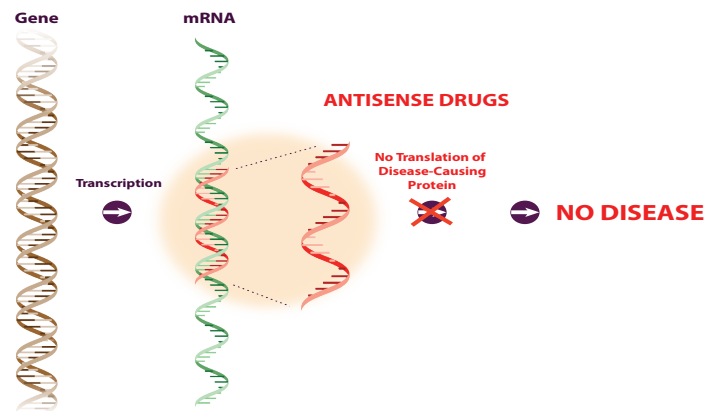 Gene
mRNA
ANTISENSE DRUGS
Transcription
No Translation of
Disease-Causing
Protein
NO DISEASE